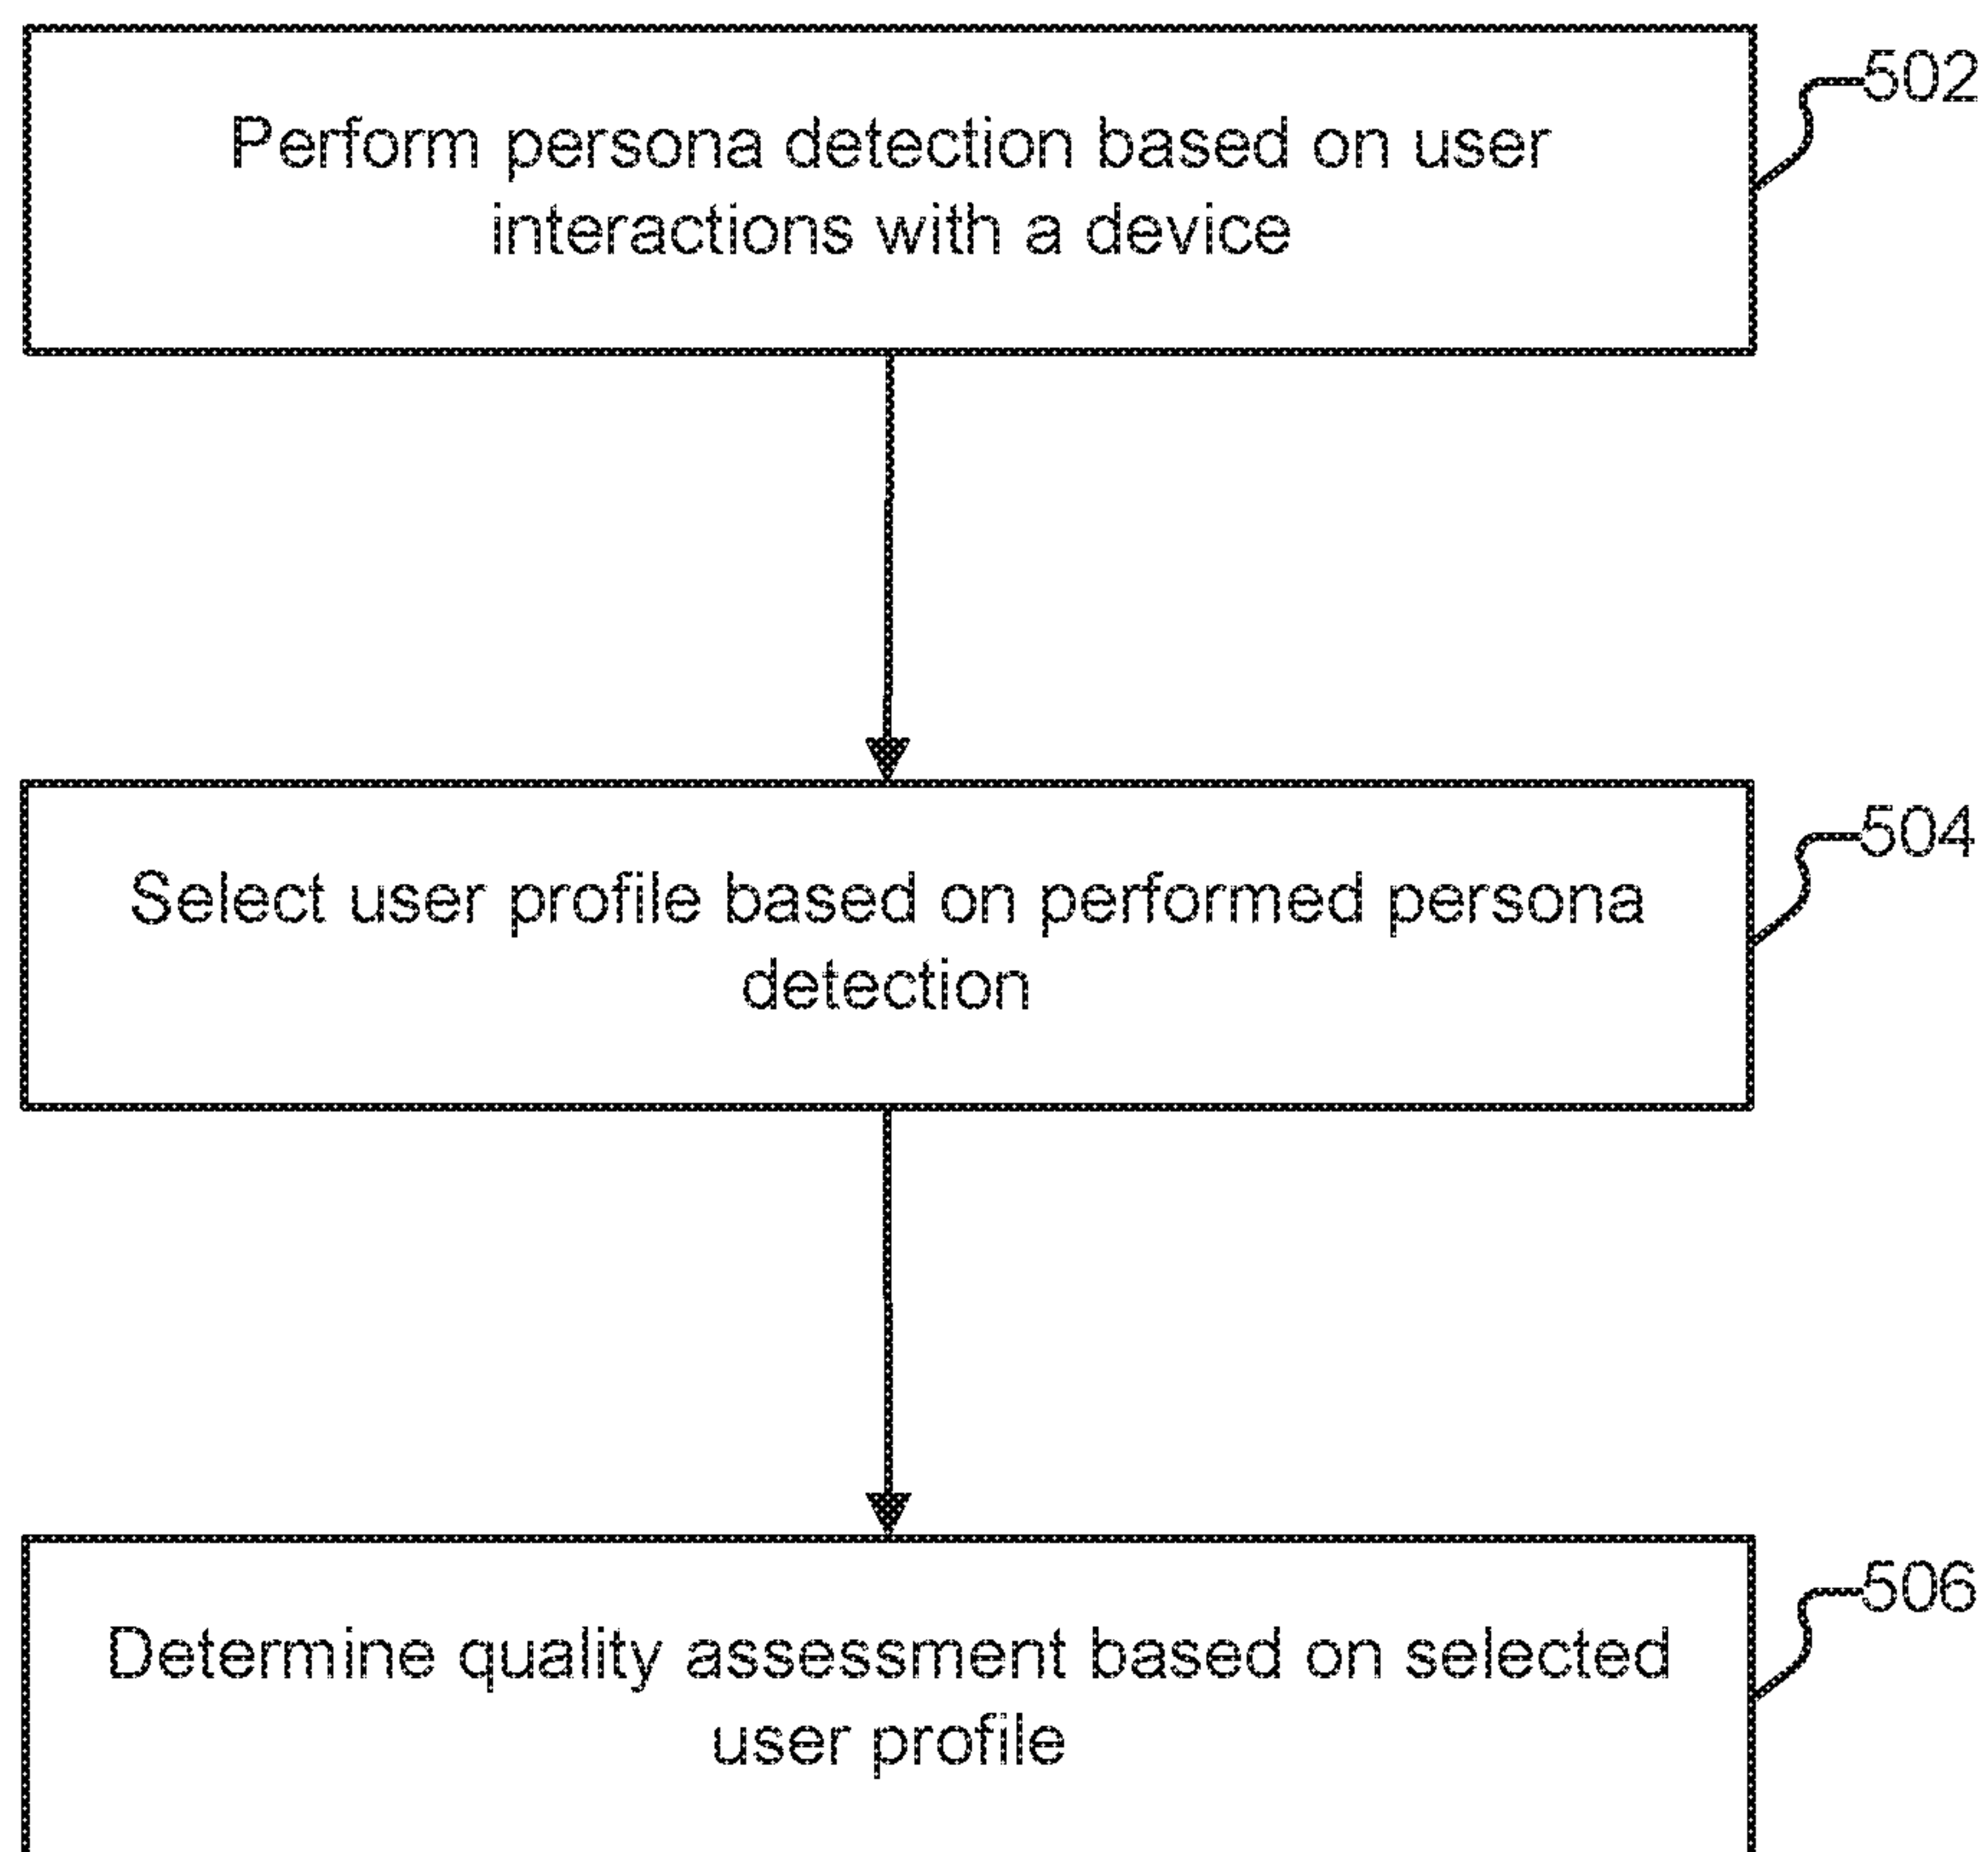 Perform persona detection based on user
interactions with a device
502
Select user profile based on performed persona
detection
504
Determine quality assessment based on selected
user profile
506